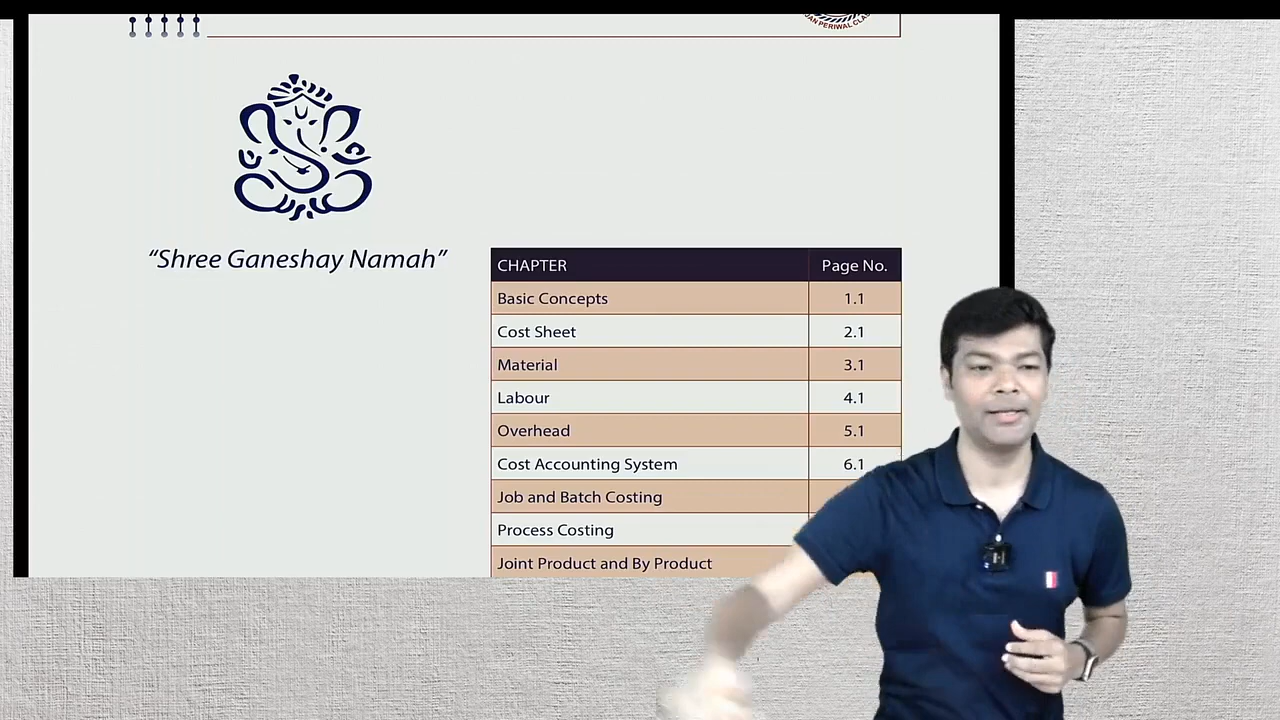 PERIWAL CLA
"Shree Ganeshay Namah"
CHAPTER Page No.
Basic Concepts 1.1
Cost Sheet 2.1
Material 3.1
Labour 4.1
Overhead 5.1
Cost Accounting System 6.1
Job and Batch Costing
Process Costing
Joint Product and By Product